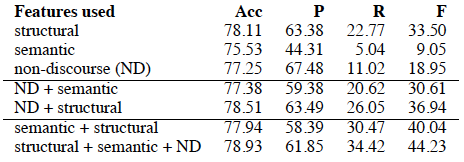 Features used Acc P R F
structural 78.11 63.38 22.77 33.50
semantic 75.53 44.31 5.04 9.05
non-discourse (ND) 77.25 67.48 11.02 18.95
ND + semantic 77.38 59.38 20.62 30.61
ND + structural 78.51 63.49 26.05 36.94
semantic + structural 77.94 58.39 30.47 40.04
structural + semantic + ND 78.93 61.85 34.42 44.23